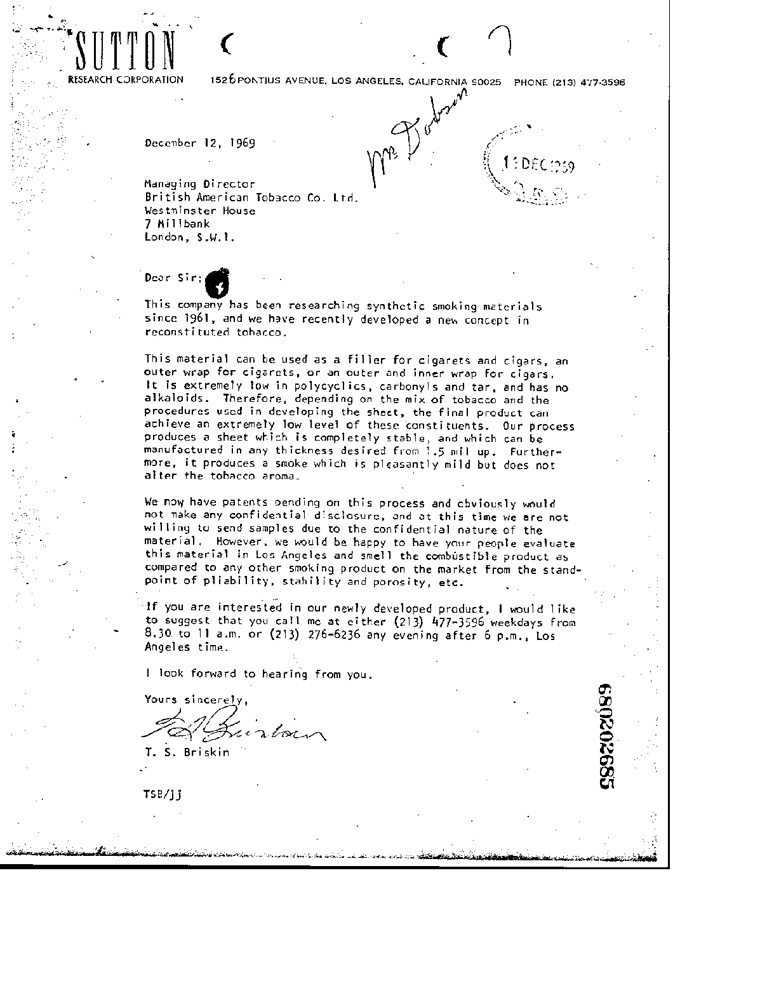 SUTTON
RESEARCH CORPORATION 1526 PONTIUS AVENUE, LOS ANGELES, CALIFORNIA 90025 PHONE (213) 477-3596
Mr Dobson
December 12, 1969
DEC 1969
Managing Director
British American Tobacco Co. Ltd.
Westminster House
7 Millbank
London, S.W.1.
Dear Sir:
This company has been researching synthetic smoking materials
since 1961, and we have recently developed a new concept in
reconstituted tobacco.
This material can be used as a filler for cigarets and cigars, an
outer wrap for cigarets, or an outer and inner wrap for cigars.
It is extremely low in polycyclics, carbonyls and tar, and has no
alkaloids. Therefore, depending on the mix of tobacco and the
procedures used in developing the sheet, the final product can
achieve an extremely low level of these constituents. Our process
produces a sheet which is completely stable, and which can be
manufactured in any thickness desired from 1.5 mil up. Further-
more, it produces a smoke which is pleasantly mild but does not
alter the tobacco aroma.
We now have patents pending on this process and obviously would
not make any confidential disclosure, and at this time we are not
willing to send samples due to the confidential nature of the
material. However, we would be happy to have your people evaluate
this material in Los Angeles and smell the combustible product as
compared to any other smoking product on the market from the stand-
point of pliability, stability and porosity, etc.
If you are interested in our newly developed product, I would like
to suggest that you call me at either (213) 477-3596 weekdays from
8.30 to 11 a.m. or (213) 276-6236 any evening after 6 p.m., Los
Angeles time.
I look forward to hearing from you.
Yours sincerely,
T. S. Briskin
T. S. Briskin
TSB/jj
680202685